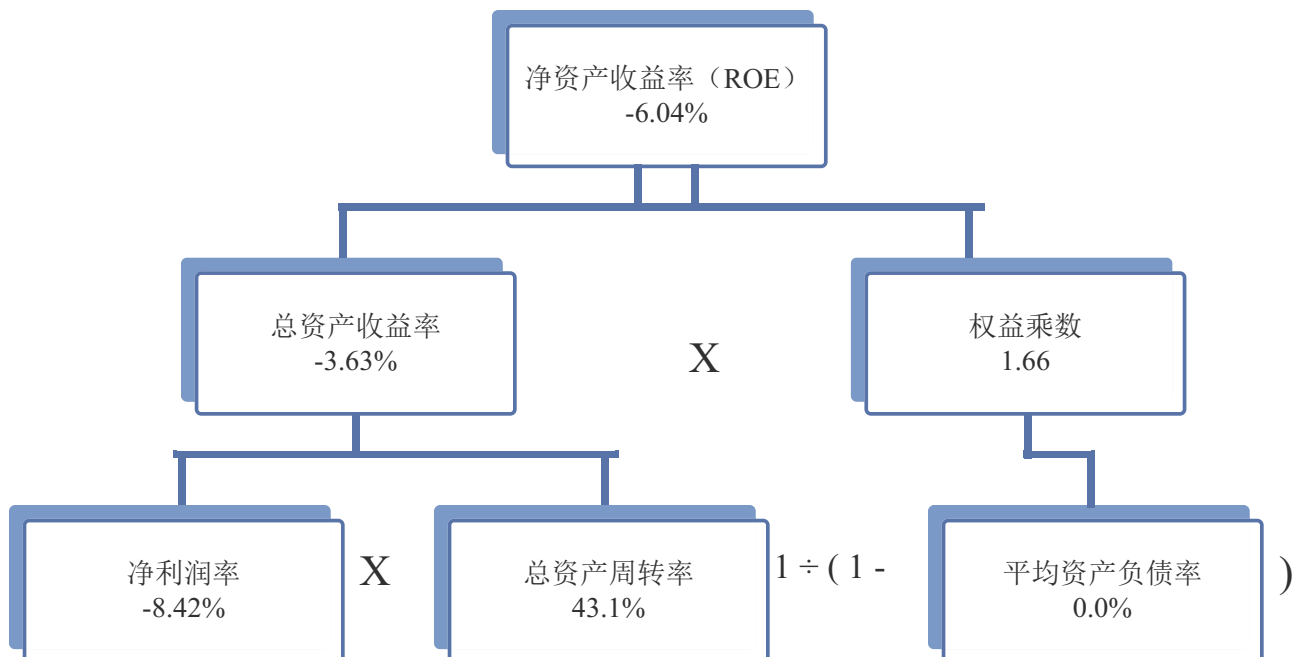 净资产收益率（ROE）
-6.04%
总资产收益率
-3.63%
X
权益乘数
1.66
净利润率
-8.42%
X
总资产周转率
43.1%
1 ÷ ( 1 -
平均资产负债率
0.0%
)